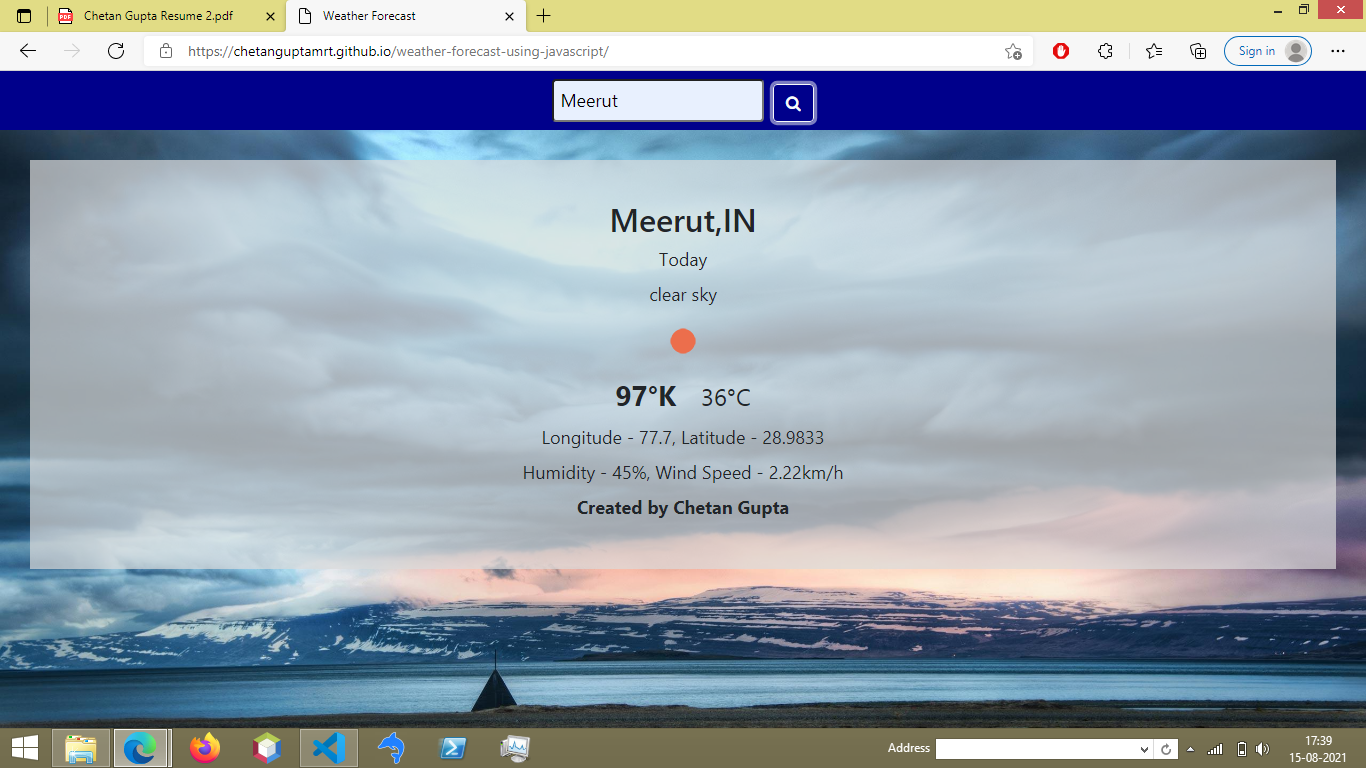 Chetan Gupta Resume 2.pdf
Weather Forecast
https://chetanguptamrt.github.io/weather-forecast-using-javascript/
Sign in
Meerut
Meerut,IN
Today
clear sky
97°K 36°C
Longitude - 77.7, Latitude - 28.9833
Humidity - 45%, Wind Speed - 2.22km/h
Created by Chetan Gupta
Address
17:39
15-08-2021